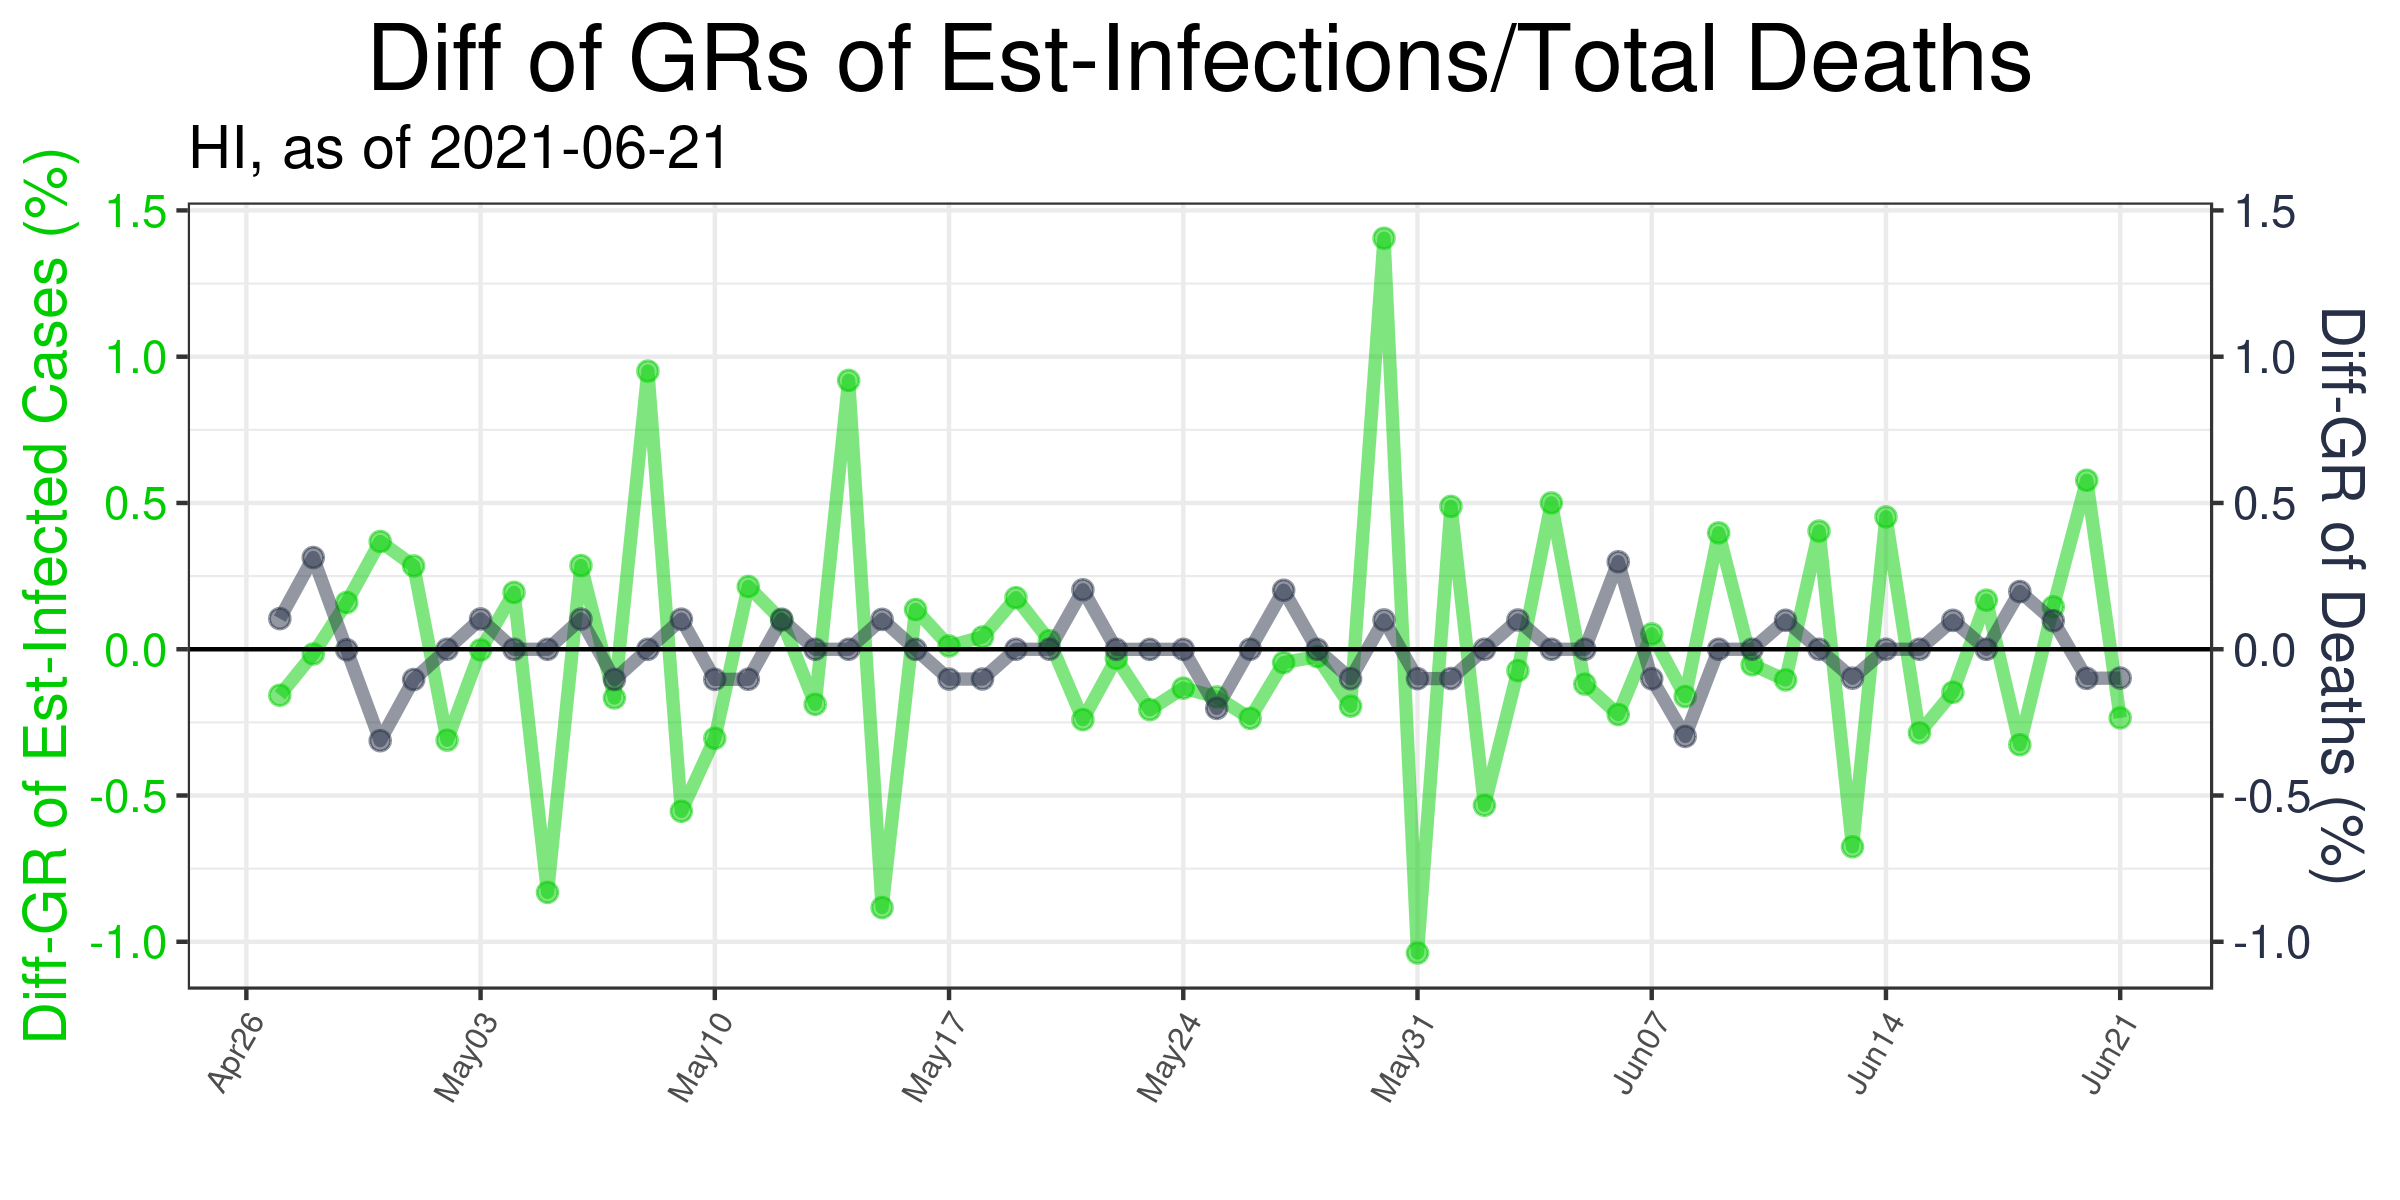 Diff of GRs of Est-Infections/Total Deaths
HI, as of 2021-06-21
Diff-GR of Est-Infected Cases (%)
1.5
1.0
0.5
0.0
-0.5
-1.0
1.5
1.0
0.5
0.0
-0.5
-1.0
Diff-GR of Deaths (%)
Apr26
May03
May10
May17
May24
May31
Jun07
Jun14
Jun21